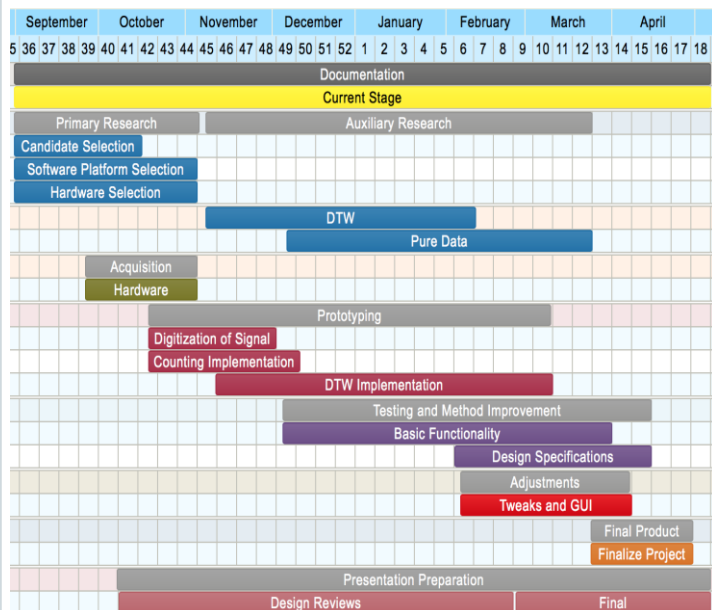 September October November December January February March April
5 36 37 38 39 40 41 42 43 44 45 46 47 48 49 50 51 52 1 2 3 4 5 6 7 8 9 10 11 12 13 14 15 16 17 18
Documentation
Current Stage
Primary Research Auxiliary Research
Candidate Selection
Software Platform Selection
Hardware Selection
DTW
Pure Data
Acquisition
Hardware
Prototyping
Digitization of Signal
Counting Implementation
DTW Implementation
Testing and Method Improvement
Basic Functionality
Design Specifications
Adjustments
Tweaks and GUI
Final Product
Finalize Project
Presentation Preparation
Design Reviews Final